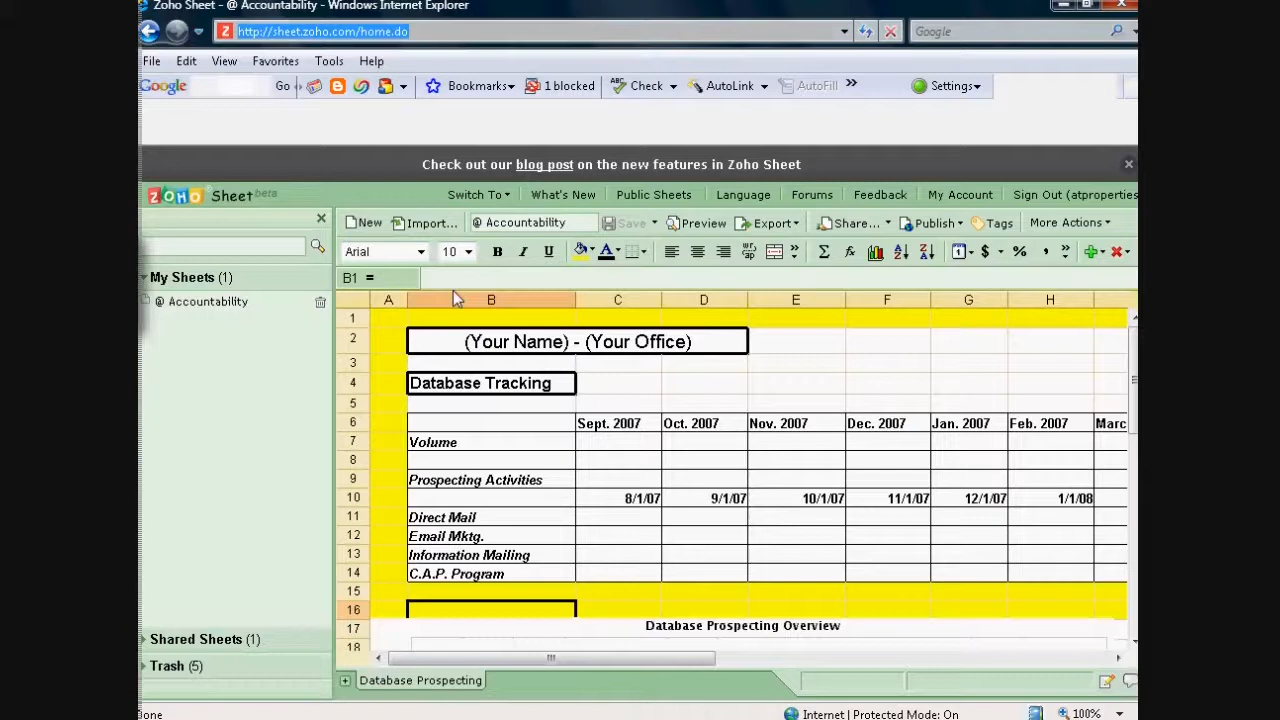 Zoho Sheet - @ Accountability - Windows Internet Explorer
http://sheet.zoho.com/home.do
Google
File Edit View Favorites Tools Help
Google Go Bookmarks 1 blocked ABC Check AutoLink AutoFill » Settings
Check out our blog post on the new features in Zoho Sheet
ZOHO Sheet beta Switch To What's New Public Sheets Language Forums Feedback My Account Sign Out (atproperties
New Import... @ Accountability Save Preview Export Share... Publish Tags More Actions
Arial 10 B I U Σ fx $ % ,
My Sheets (1)
B1 =
@ Accountability
A B C D E F G H
1
2 (Your Name) - (Your Office)
3
4 Database Tracking
5
6 Sept. 2007 Oct. 2007 Nov. 2007 Dec. 2007 Jan. 2007 Feb. 2007 Marc
7 Volume
8
9 Prospecting Activities
10 8/1/07 9/1/07 10/1/07 11/1/07 12/1/07 1/1/08
11 Direct Mail
12 Email Mktg.
13 Information Mailing
14 C.A.P. Program
15
16
17 Database Prospecting Overview
18
Shared Sheets (1)
Trash (5)
Database Prospecting
one Internet | Protected Mode: On 100%